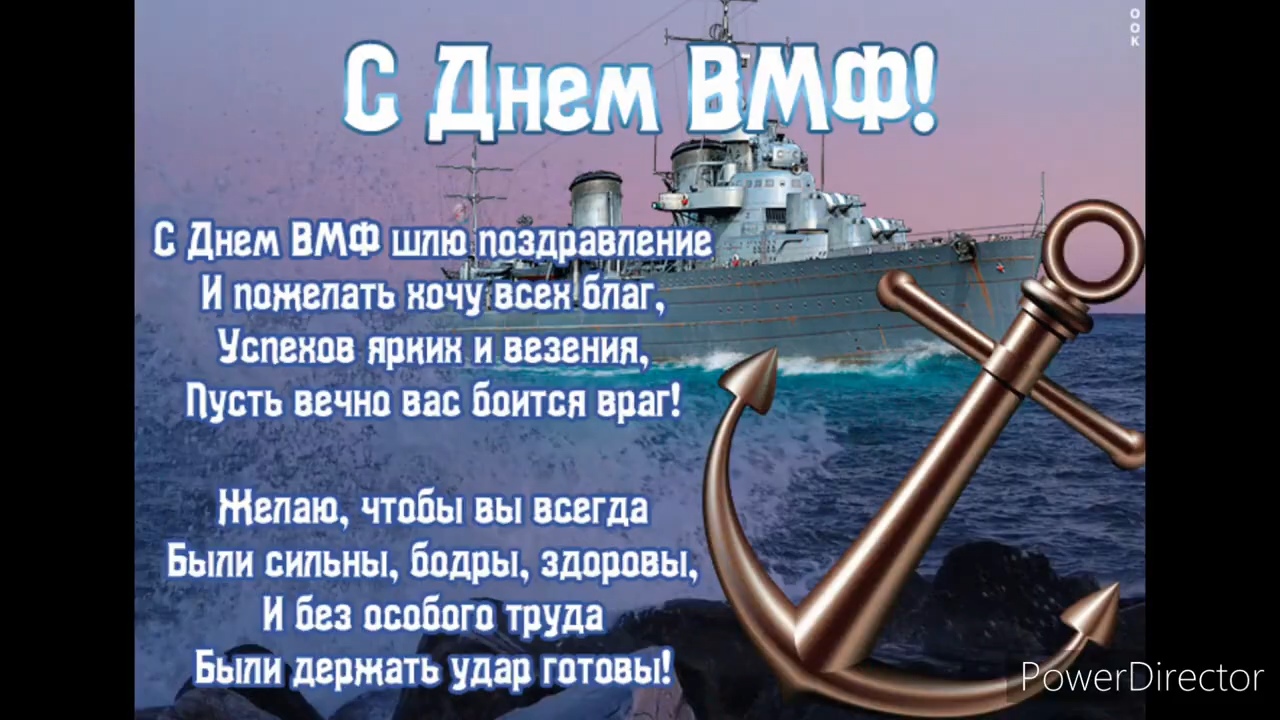 С Днем ВМФ!
С Днем ВМФ шлю поздравление
И пожелать хочу всех благ,
Успехов ярких и везения,
Пусть вечно вас боится враг!
Желаю, чтобы вы всегда
Были сильны, бодры, здоровы,
И без особого труда
Были держать удар готовы!
OOK
PowerDirector